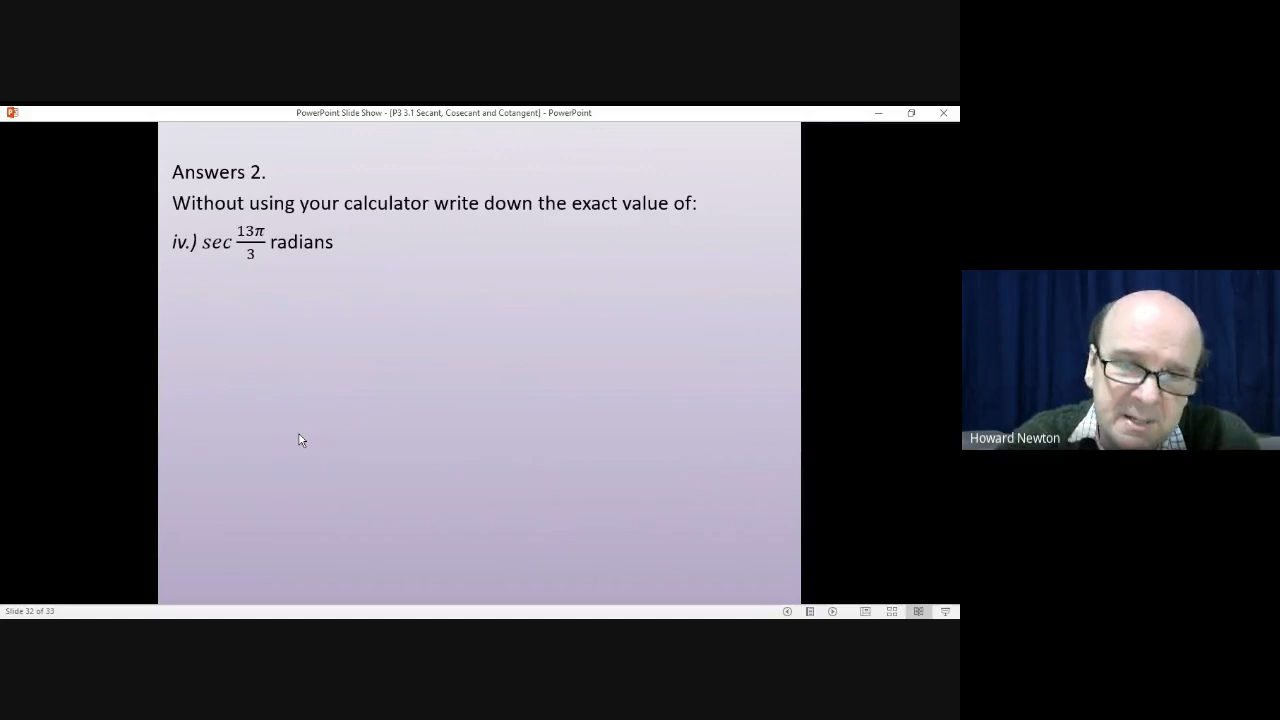 PowerPoint Slide Show - [P3 3.1 Secant, Cosecant and Cotangent] - PowerPoint
Answers 2.
Without using your calculator write down the exact value of:
iv.) sec 13π/3 radians
Howard Newton
Slide 32 of 33